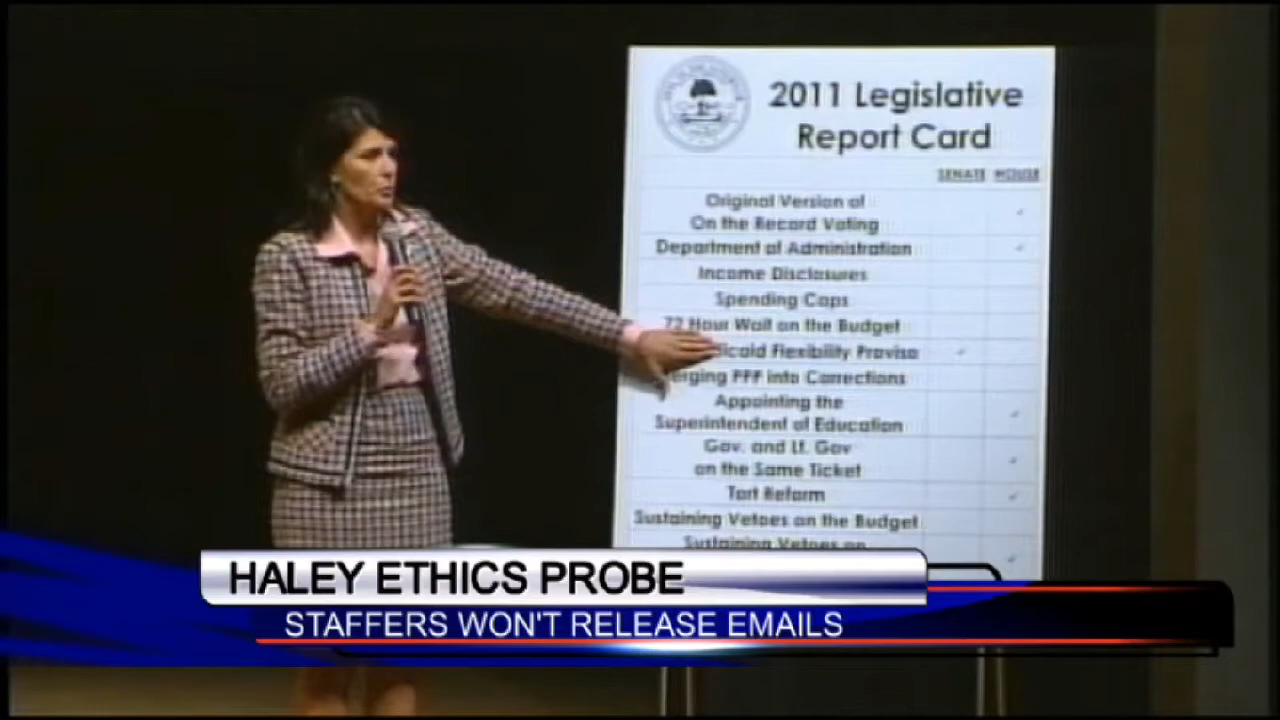 2011 Legislative
Report Card
SENATE HOUSE
Original Version of
On the Record Voting
Department of Administration
Income Disclosures
Spending Caps
72 Hour Wait on the Budget
Flexibility Proviso
into Corrections
Appointing the
Superintendent of Education
Gov. and Lt. Gov
on the Same Ticket
Tort Reform
Sustaining Vetoes on the Budget
Sustaining Vetoes on
HALEY ETHICS PROBE
STAFFERS WON'T RELEASE EMAILS